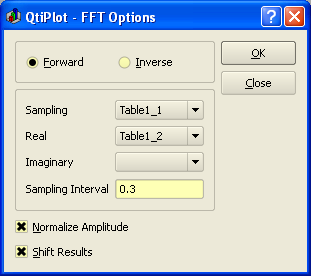 QtiPlot - FFT Options
Forward
Inverse
OK
Close
Sampling Table1_1
Real Table1_2
Imaginary
Sampling Interval 0.3
Normalize Amplitude
Shift Results